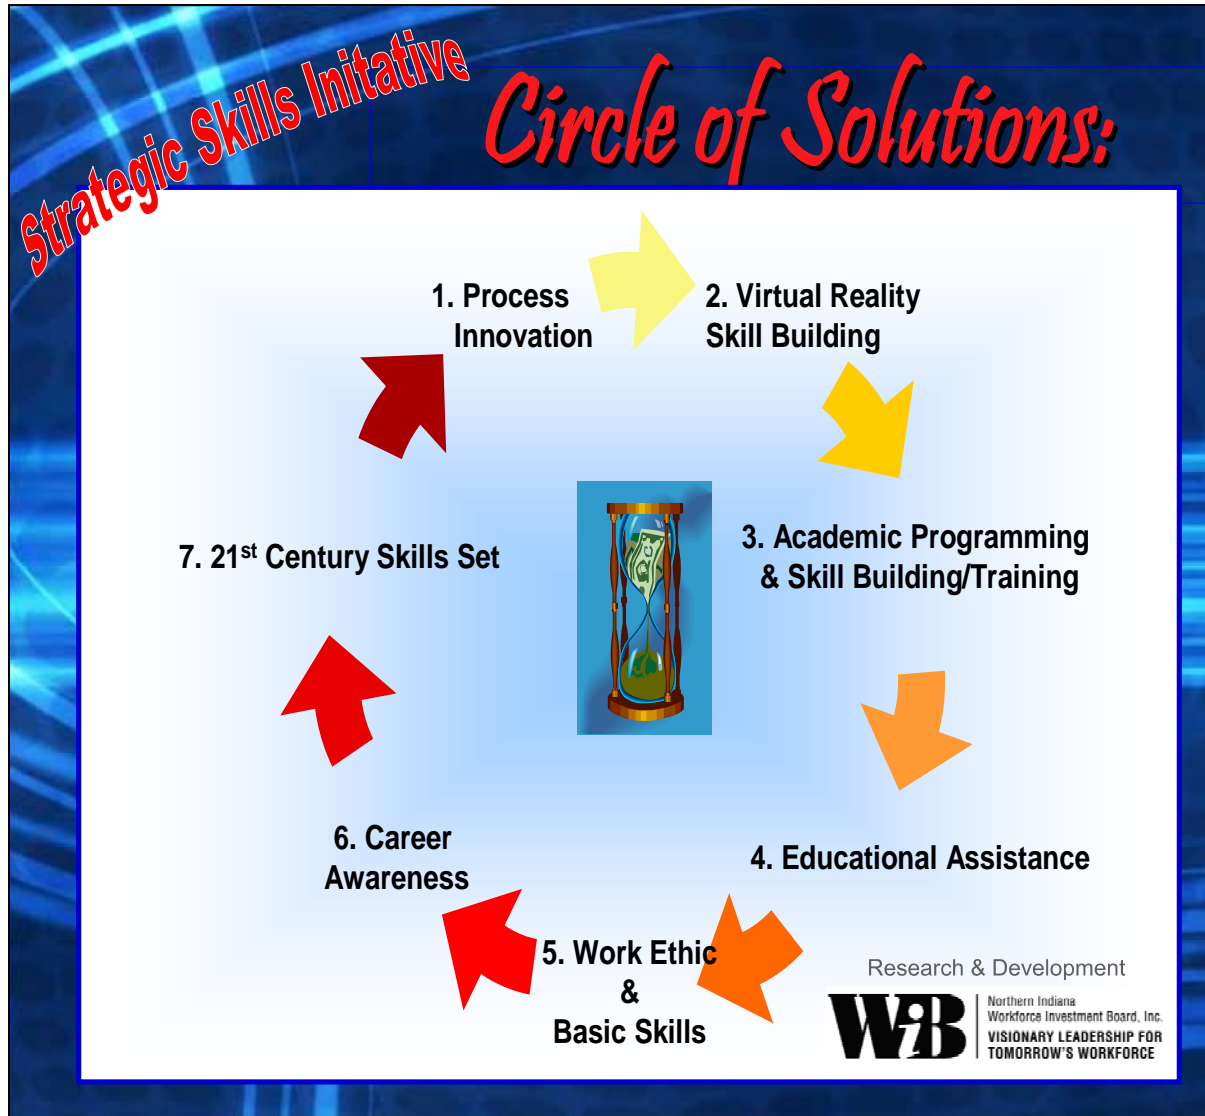 Strategic Skills Initative
Circle of Solutions:
1. Process
Innovation
2. Virtual Reality
Skill Building
3. Academic Programming
& Skill Building/Training
4. Educational Assistance
5. Work Ethic
&
Basic Skills
6. Career
Awareness
7. 21st Century Skills Set
Research & Development
WiB
Northern Indiana
Workforce Investment Board, Inc.
VISIONARY LEADERSHIP FOR
TOMORROW'S WORKFORCE